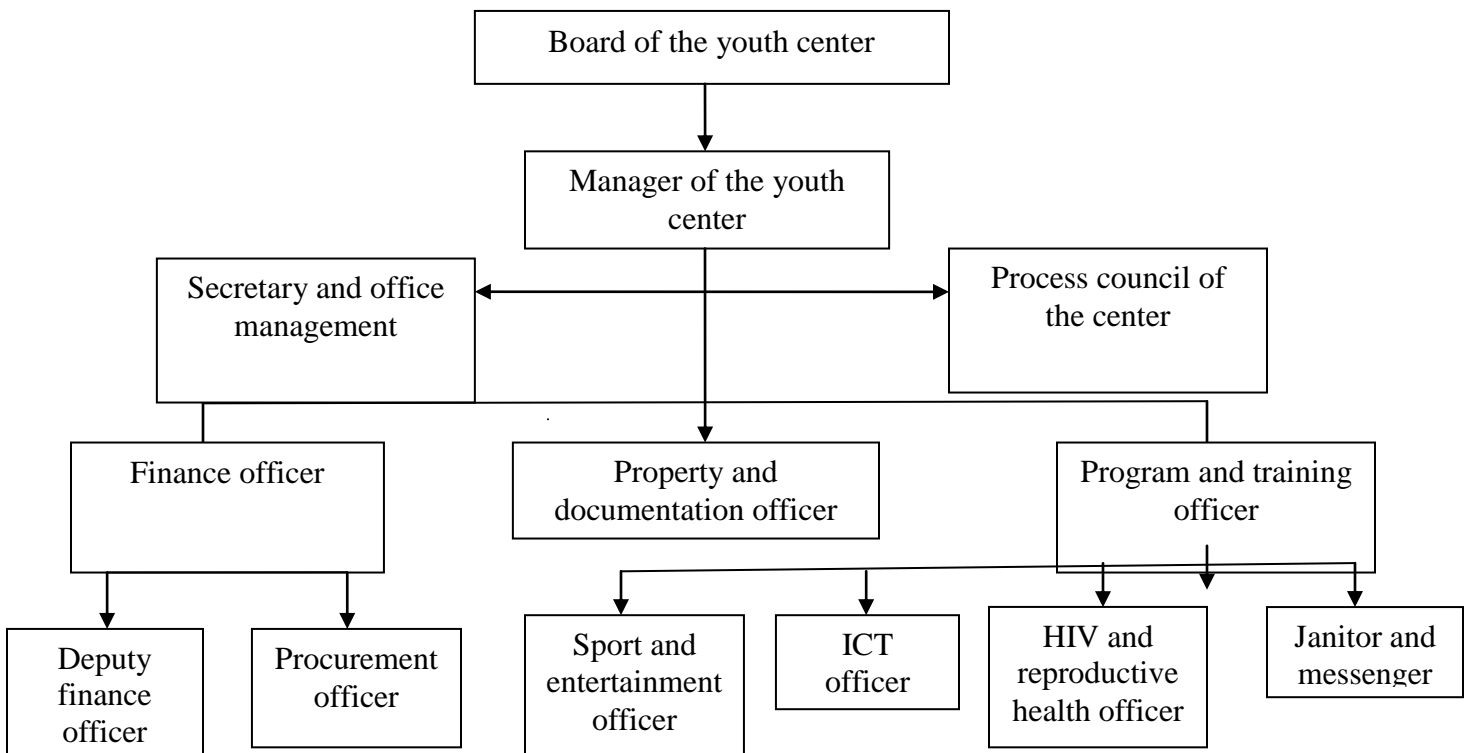 Board of the youth center
Manager of the youth
center
Secretary and office
management
Process council of
the center
Finance officer
Property and
documentation officer
Program and training
officer
Deputy
finance
officer
Procurement
officer
Sport and
entertainment
officer
ICT
officer
HIV and
reproductive
health officer
Janitor and
messenger